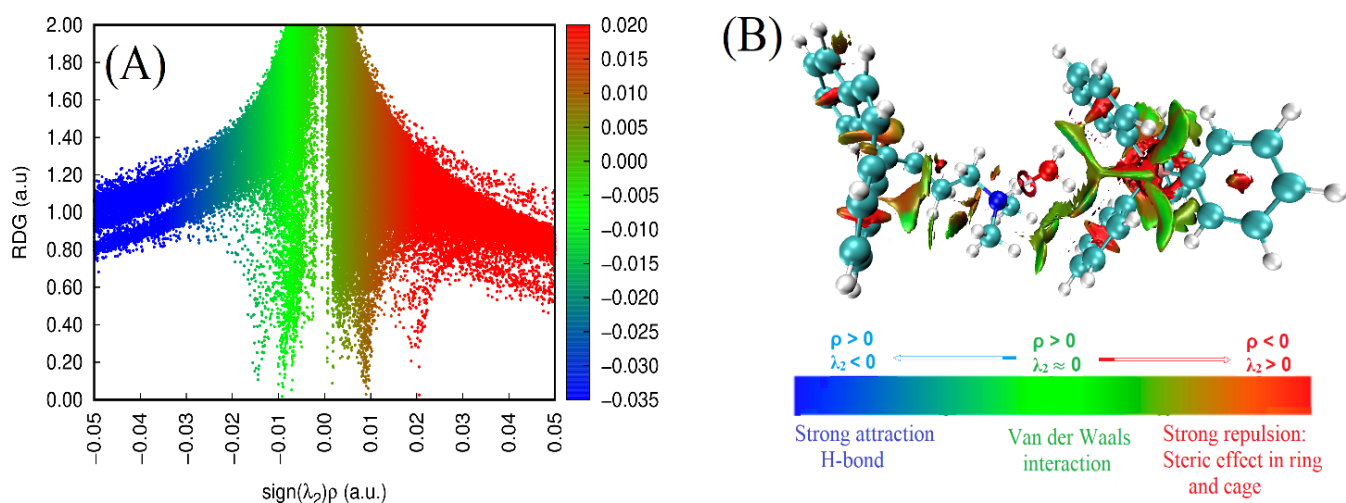 (A)
RDG (a.u)
2.00
1.80
1.60
1.40
1.20
1.00
0.80
0.60
0.40
0.20
0.00
−0.05
−0.04
−0.03
−0.02
−0.01
0.00
0.01
0.02
0.03
0.04
0.05
sign(λ₂)ρ (a.u.)
0.020
0.015
0.010
0.005
0.000
−0.005
−0.010
−0.015
−0.020
−0.025
−0.030
−0.035
(B)
ρ > 0
λ₂ < 0
ρ > 0
λ₂ ≈ 0
ρ < 0
λ₂ > 0
Strong attraction
H-bond
Van der Waals
interaction
Strong repulsion:
Steric effect in ring
and cage